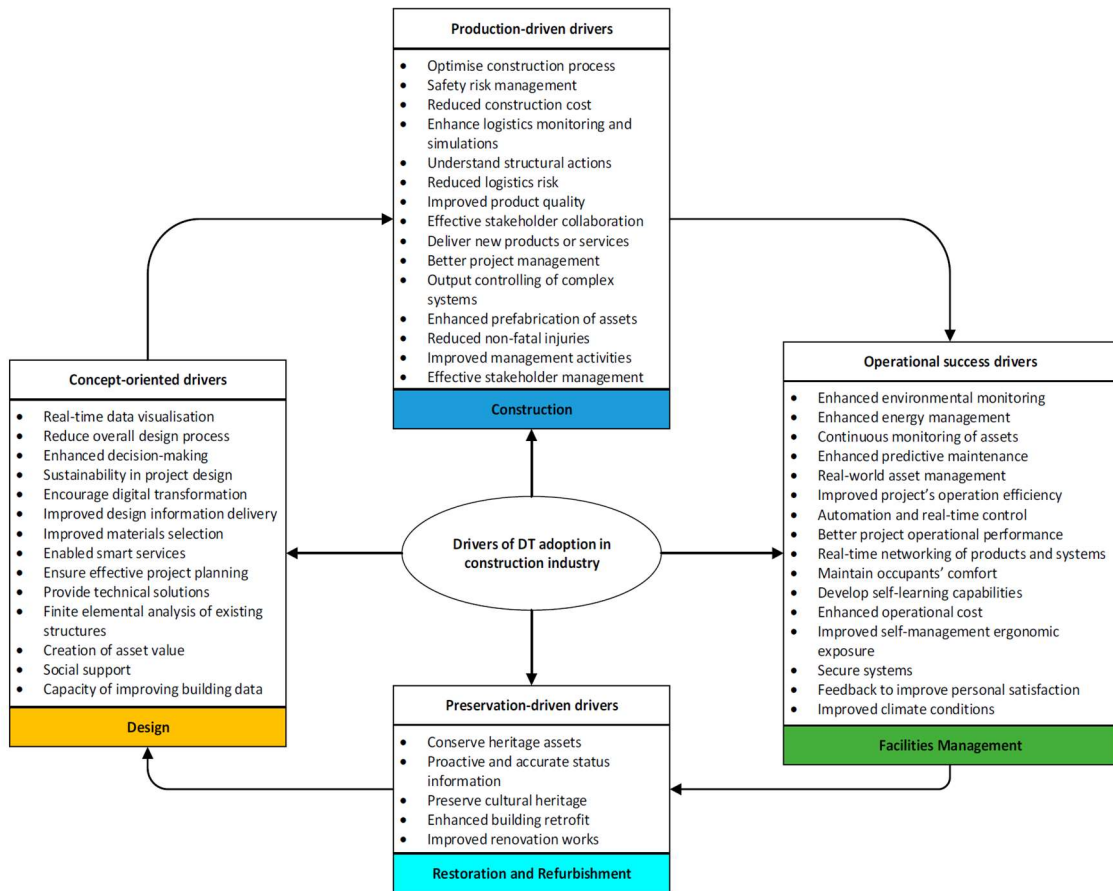 Production-driven drivers
• Optimise construction process
• Safety risk management
• Reduced construction cost
• Enhance logistics monitoring and
simulations
• Understand structural actions
• Reduced logistics risk
• Improved product quality
• Effective stakeholder collaboration
• Deliver new products or services
• Better project management
• Output controlling of complex
systems
• Enhanced prefabrication of assets
• Reduced non-fatal injuries
• Improved management activities
• Effective stakeholder management
Construction
Concept-oriented drivers
• Real-time data visualisation
• Reduce overall design process
• Enhanced decision-making
• Sustainability in project design
• Encourage digital transformation
• Improved design information delivery
• Improved materials selection
• Enabled smart services
• Ensure effective project planning
• Provide technical solutions
• Finite elemental analysis of existing
structures
• Creation of asset value
• Social support
• Capacity of improving building data
Design
Drivers of DT adoption in
construction industry
Operational success drivers
• Enhanced environmental monitoring
• Enhanced energy management
• Continuous monitoring of assets
• Enhanced predictive maintenance
• Real-world asset management
• Improved project's operation efficiency
• Automation and real-time control
• Better project operational performance
• Real-time networking of products and systems
• Maintain occupants' comfort
• Develop self-learning capabilities
• Enhanced operational cost
• Improved self-management ergonomic
exposure
• Secure systems
• Feedback to improve personal satisfaction
• Improved climate conditions
Facilities Management
Preservation-driven drivers
• Conserve heritage assets
• Proactive and accurate status
information
• Preserve cultural heritage
• Enhanced building retrofit
• Improved renovation works
Restoration and Refurbishment